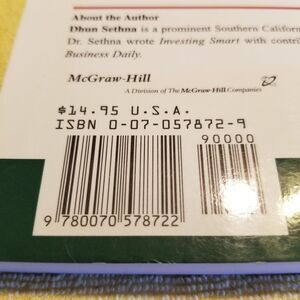 About the Author
Dhun Sethna is a prominent Southern Califor
Dr. Sethna wrote Investing Smart with contri
Business Daily.
McGraw-Hill
A Division of The McGraw-Hill Companies
$14.95 U.S.A.
ISBN 0-07-057872-9
90000
9 780070 578722